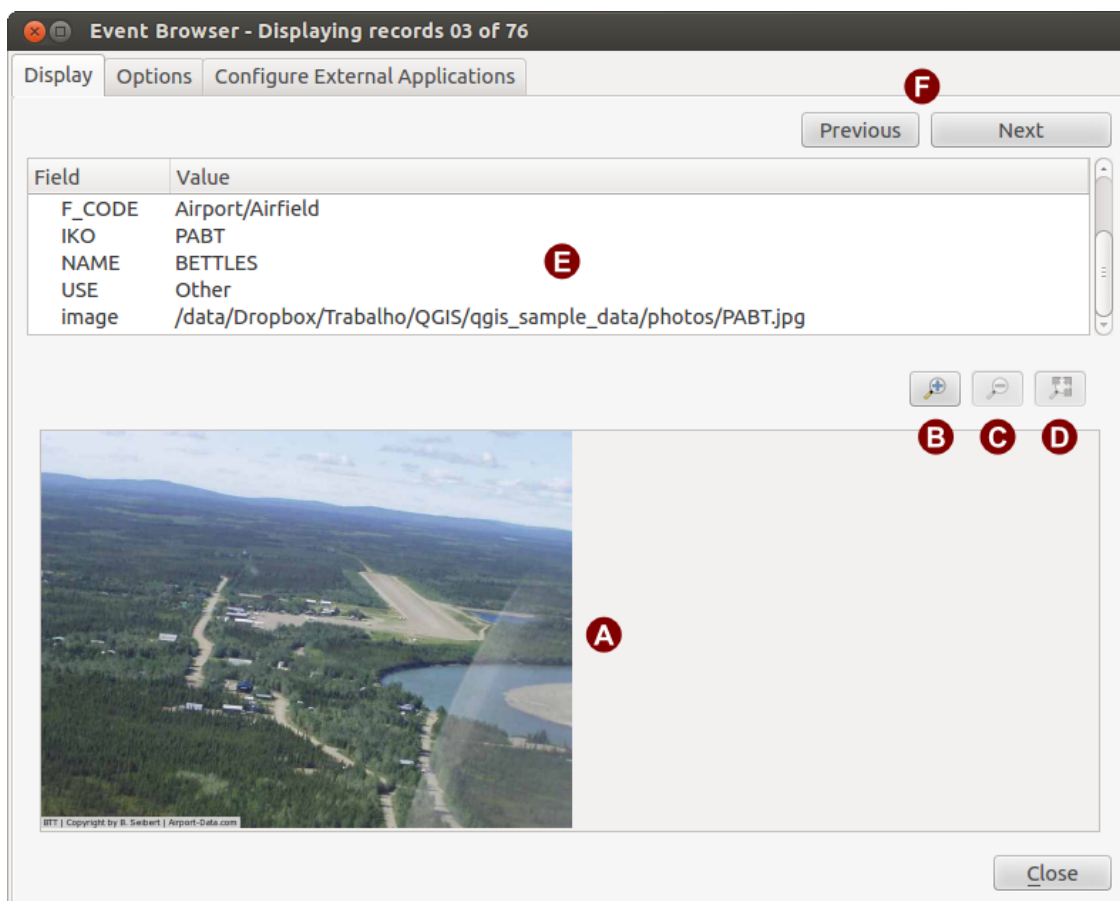 Event Browser - Displaying records 03 of 76
Display Options Configure External Applications
F
Previous Next
Field Value
F_CODE Airport/Airfield
IKO PABT
NAME BETTLES
E
USE Other
image /data/Dropbox/Trabalho/QGIS/qgis_sample_data/photos/PABT.jpg
B C D
A
BTT | Copyright by B. Seibert | Airport-Data.com
Close